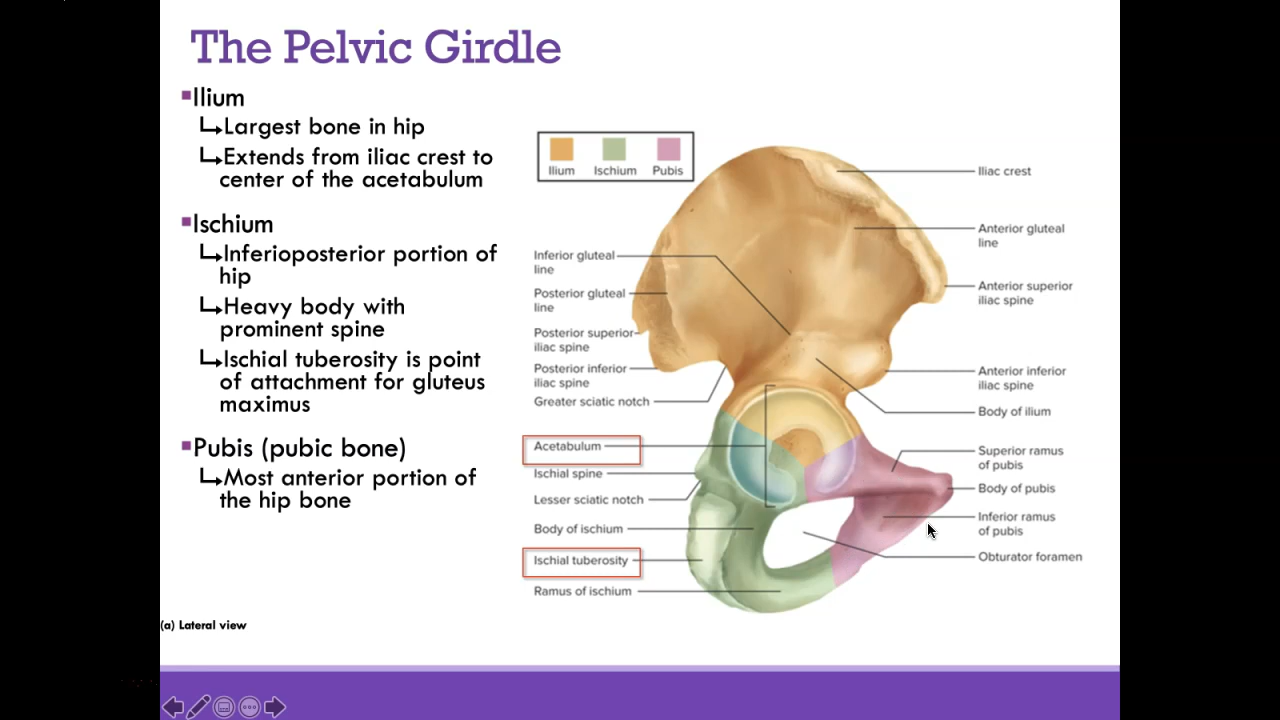 The Pelvic Girdle
Ilium
Largest bone in hip
Extends from iliac crest to
center of the acetabulum
Ischium
Inferioposterior portion of
hip
Heavy body with
prominent spine
Ischial tuberosity is point
of attachment for gluteus
maximus
Pubis (pubic bone)
Most anterior portion of
the hip bone
(a) Lateral view
Ilium Ischium Pubis
Inferior gluteal
line
Posterior gluteal
line
Posterior superior
iliac spine
Posterior inferior
iliac spine
Greater sciatic notch
Acetabulum
Ischial spine
Lesser sciatic notch
Body of ischium
Ischial tuberosity
Ramus of ischium
Iliac crest
Anterior gluteal
line
Anterior superior
iliac spine
Anterior inferior
iliac spine
Body of ilium
Superior ramus
of pubis
Body of pubis
Inferior ramus
of pubis
Obturator foramen